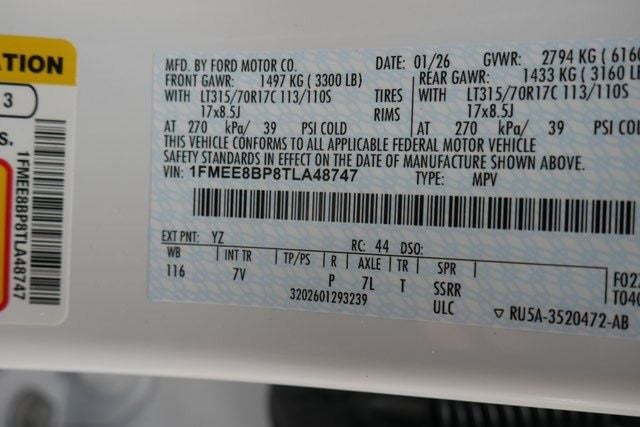 ATION
3
S.
1FMEE8BP8TLA48747
MFD. BY FORD MOTOR CO. DATE: 01/26 GVWR: 2794 KG ( 6160
FRONT GAWR: 1497 KG ( 3300 LB) REAR GAWR: 1433 KG ( 3160 LB
WITH LT315/70R17C 113/110S TIRES WITH LT315/70R17C 113/110S
17x8.5J RIMS 17x8.5J
AT 270 kPa/ 39 PSI COLD AT 270 kPa/ 39 PSI COL
THIS VEHICLE CONFORMS TO ALL APPLICABLE FEDERAL MOTOR VEHICLE
SAFETY STANDARDS IN EFFECT ON THE DATE OF MANUFACTURE SHOWN ABOVE.
VIN: 1FMEE8BP8TLA48747 TYPE: MPV
EXT PNT: YZ RC: 44 DSO:
WB INT TR TP/PS R AXLE TR SPR
116 7V P 7L T SSRR
ULC
3202601293239
▽ RU5A-3520472-AB
F02
T040